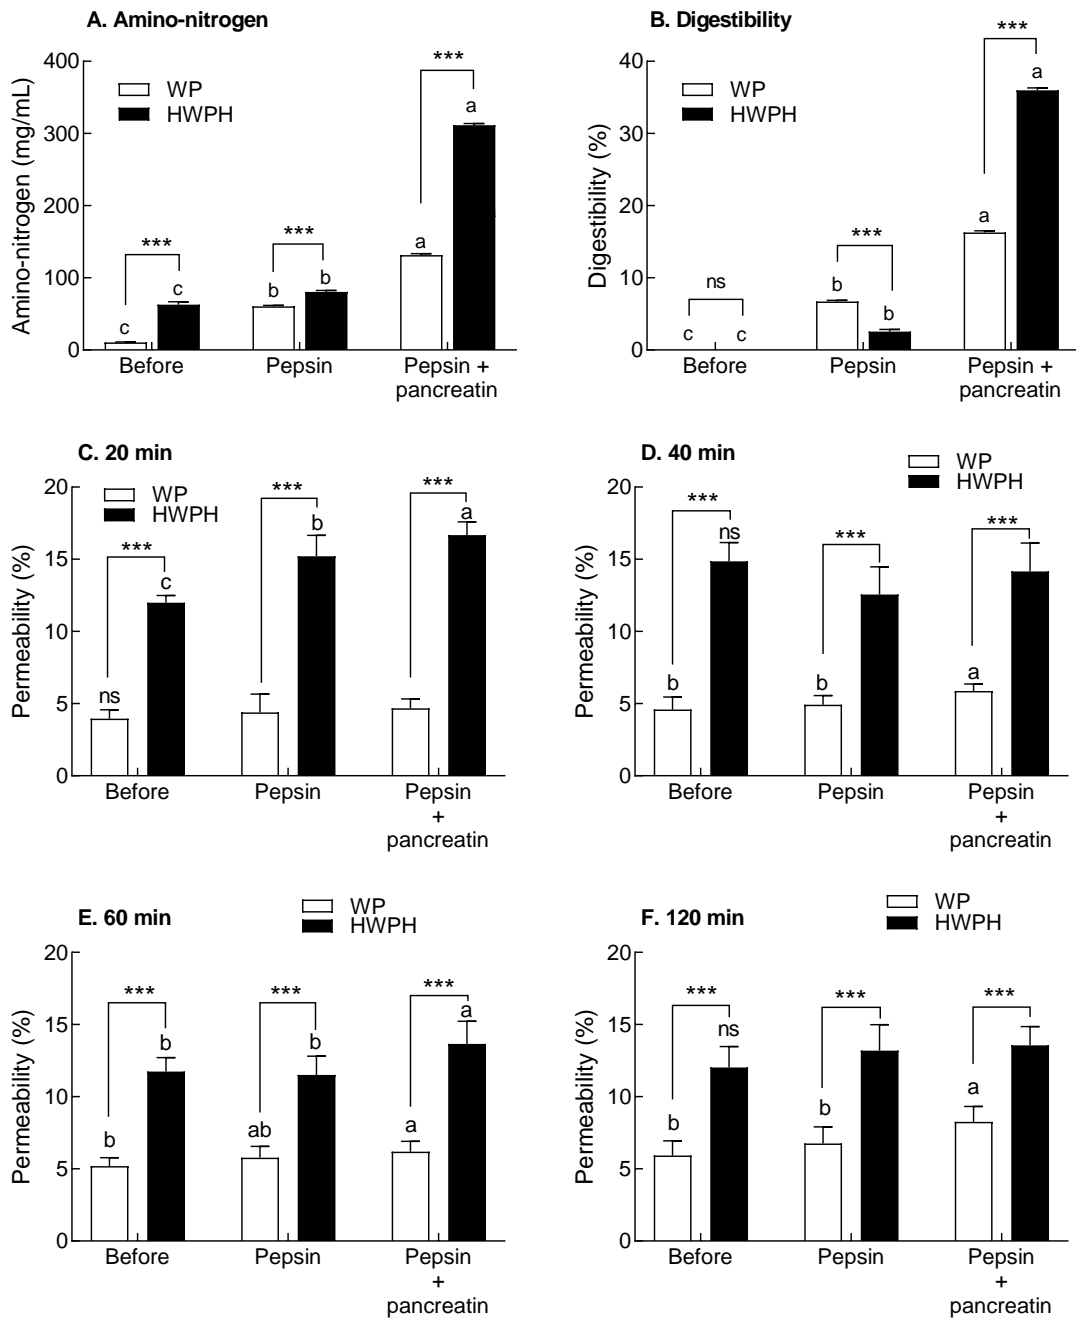 A. Amino-nitrogen
Amino-nitrogen (mg/mL)
400
300
200
100
0
WP
HWPH
***
***
***
c
c
b
b
a
a
Before
Pepsin
Pepsin +
pancreatin
B. Digestibility
Digestibility (%)
40
30
20
10
0
WP
HWPH
ns
***
***
c
c
b
b
a
a
Before
Pepsin
Pepsin +
pancreatin
C. 20 min
Permeability (%)
20
15
10
5
0
WP
HWPH
***
***
***
ns
c
b
a
Before
Pepsin
Pepsin
+
pancreatin
D. 40 min
Permeability (%)
20
15
10
5
0
WP
HWPH
***
***
***
b
ns
b
a
Before
Pepsin
Pepsin
+
pancreatin
E. 60 min
Permeability (%)
20
15
10
5
0
WP
HWPH
***
***
***
b
b
ab
b
a
a
Before
Pepsin
Pepsin
+
pancreatin
F. 120 min
Permeability (%)
20
15
10
5
0
WP
HWPH
***
***
***
b
ns
b
a
Before
Pepsin
Pepsin
+
pancreatin